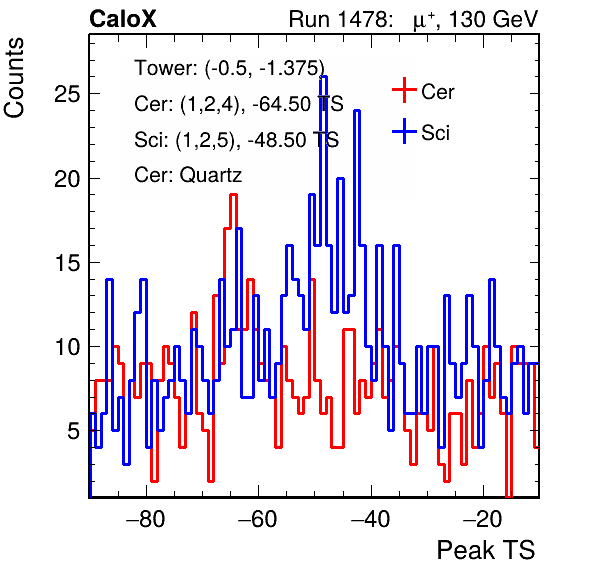 CaloX Run 1478: μ⁺, 130 GeV
Counts
Tower: (-0.5, -1.375)
Cer: (1,2,4), -64.50 TS
Sci: (1,2,5), -48.50 TS
Cer: Quartz
Cer
Sci
25
20
15
10
5
−80 −60 −40 −20
Peak TS